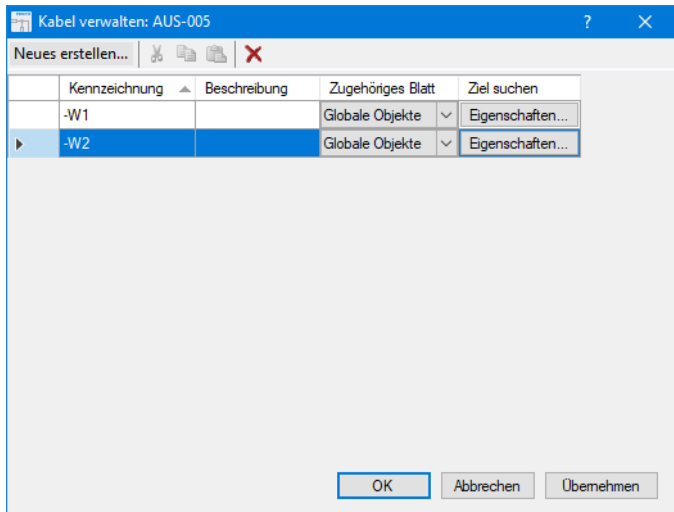 Kabel verwalten: AUS-005
Neues erstellen...
Kennzeichnung Beschreibung Zugehöriges Blatt Ziel suchen
-W1 Globale Objekte Eigenschaften...
-W2 Globale Objekte Eigenschaften...
OK Abbrechen Übernehmen